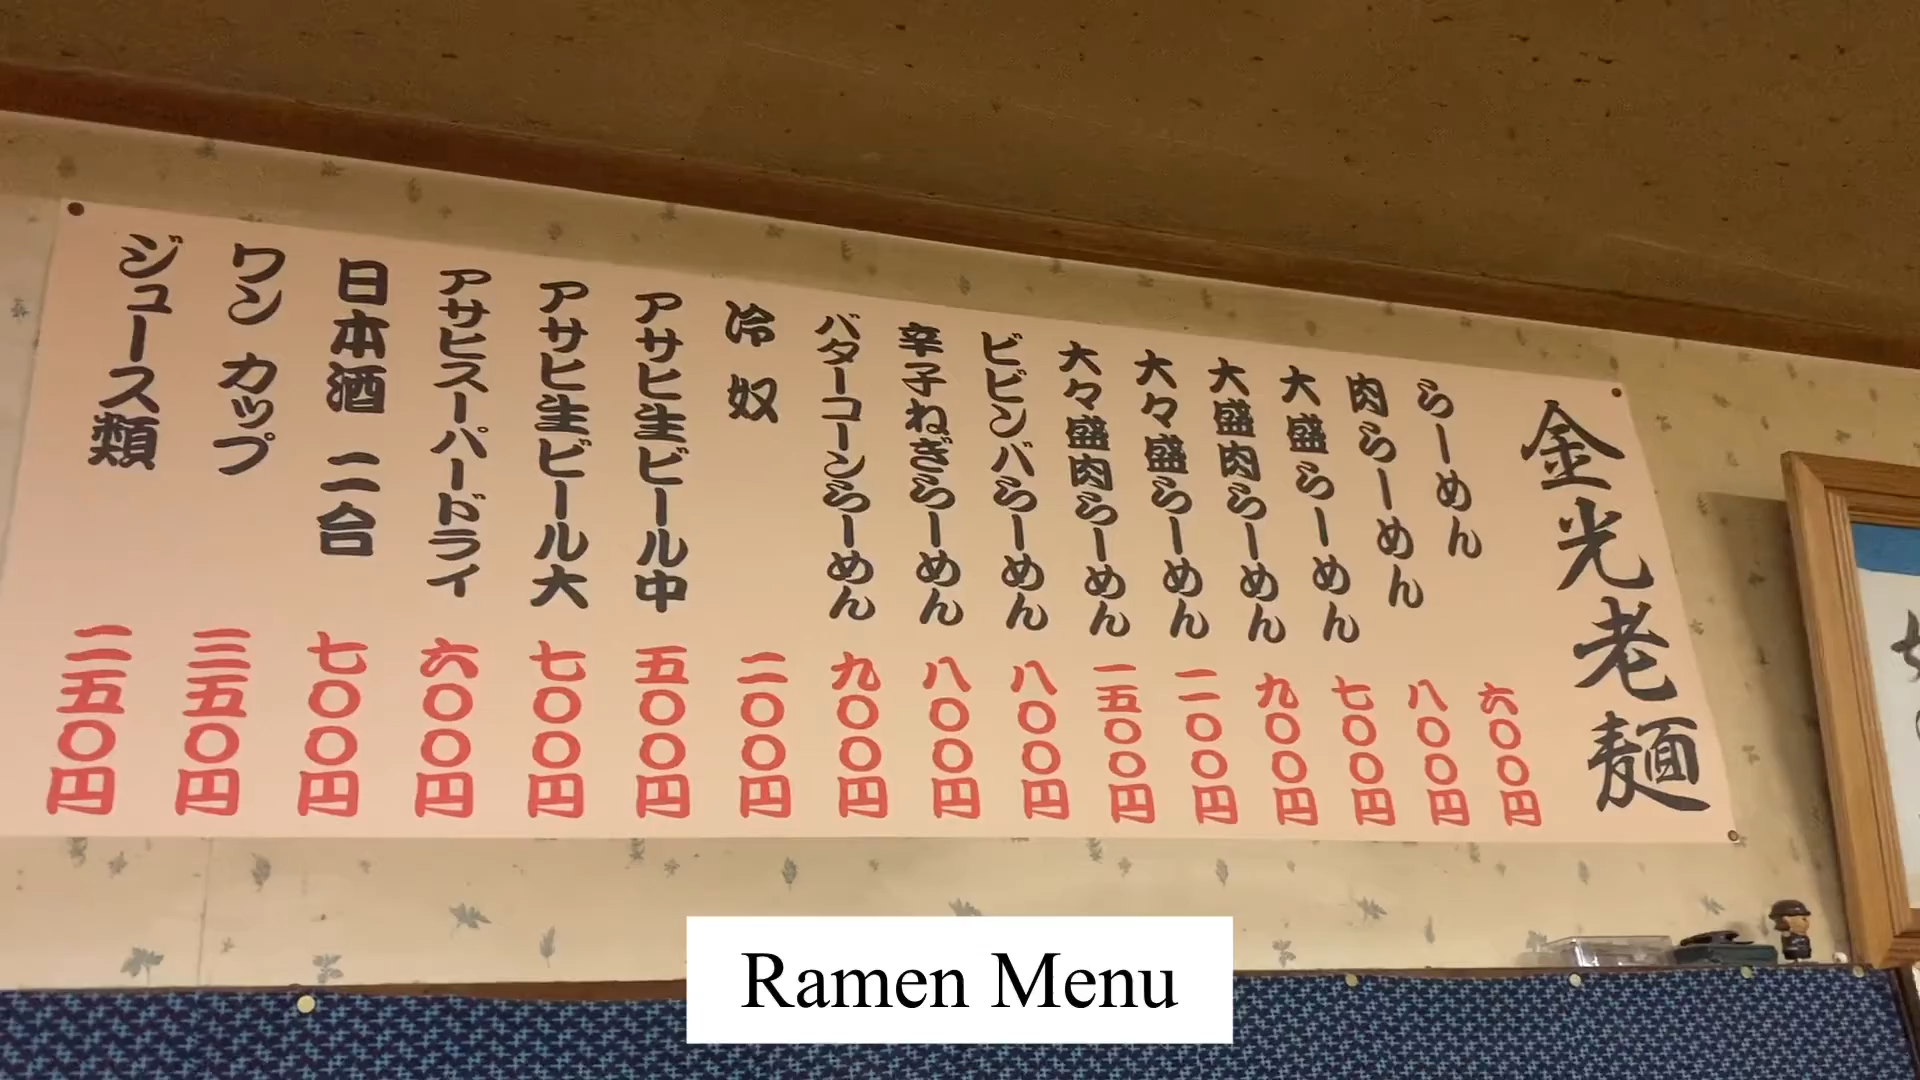 金光老麺
らーめん 六〇〇円
肉らーめん 八〇〇円
大盛らーめん 七〇〇円
大盛肉らーめん 九〇〇円
大々盛らーめん 一一〇〇円
大々盛肉らーめん 一五〇〇円
ビビンバらーめん 八〇〇円
辛子ねぎらーめん 八〇〇円
バターコーンらーめん 九〇〇円
冷奴 二〇〇円
アサヒ生ビール中 五〇〇円
アサヒ生ビール大 七〇〇円
アサヒスーパードライ 六〇〇円
日本酒 二合 七〇〇円
ワン カップ 三五〇円
ジュース類 二五〇円
Ramen Menu